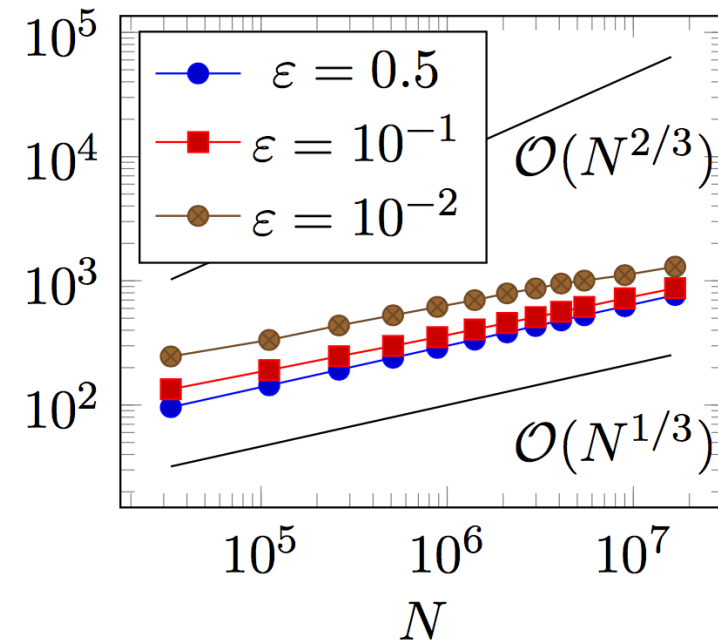 10^5
10^4
10^3
10^2
ε = 0.5
ε = 10^{-1}
ε = 10^{-2}
𝒪(N^{2/3})
𝒪(N^{1/3})
10^5 10^6 10^7
N